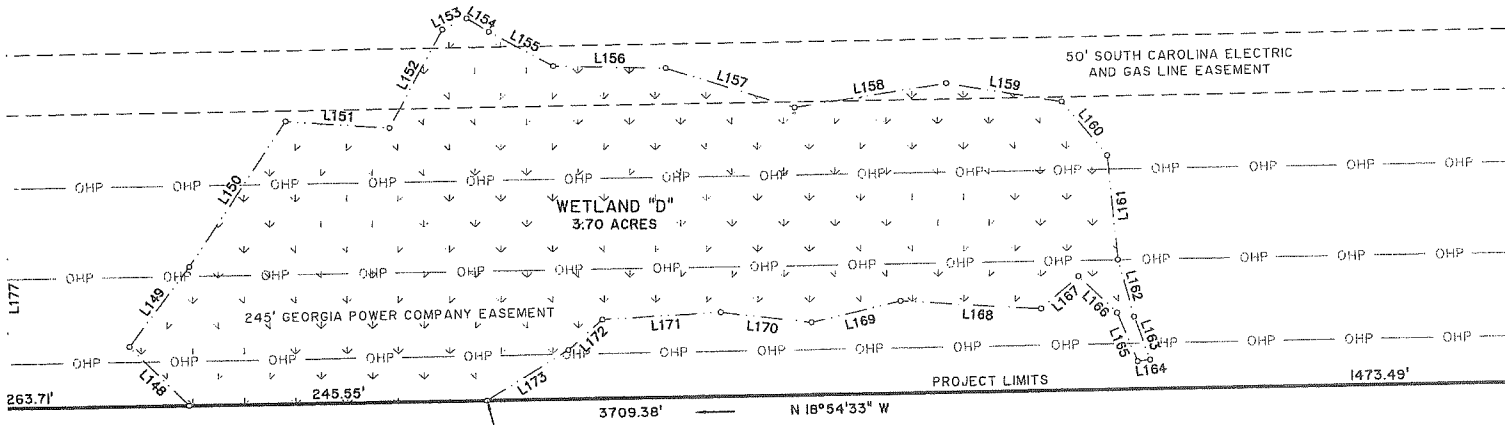 L153
L154
L155
L152
L156
50' SOUTH CAROLINA ELECTRIC
AND GAS LINE EASEMENT
L157
L158
L159
L151
L160
L150
OHP OHP OHP OHP OHP OHP OHP OHP OHP OHP OHP OHP OHP OHP OHP
WETLAND "D"
3.70 ACRES
L161
OHP OHP OHP OHP OHP OHP OHP OHP OHP OHP OHP OHP OHP OHP
L177
L149
245' GEORGIA POWER COMPANY EASEMENT
L172
L171
L170
L169
L168
L167
L166
L162
OHP OHP OHP OHP OHP OHP OHP OHP OHP OHP OHP OHP OHP OHP OHP
L163
L165
L164
L148
L173
PROJECT LIMITS
263.71'
245.55'
1473.49'
3709.38'
N 18°54'33" W